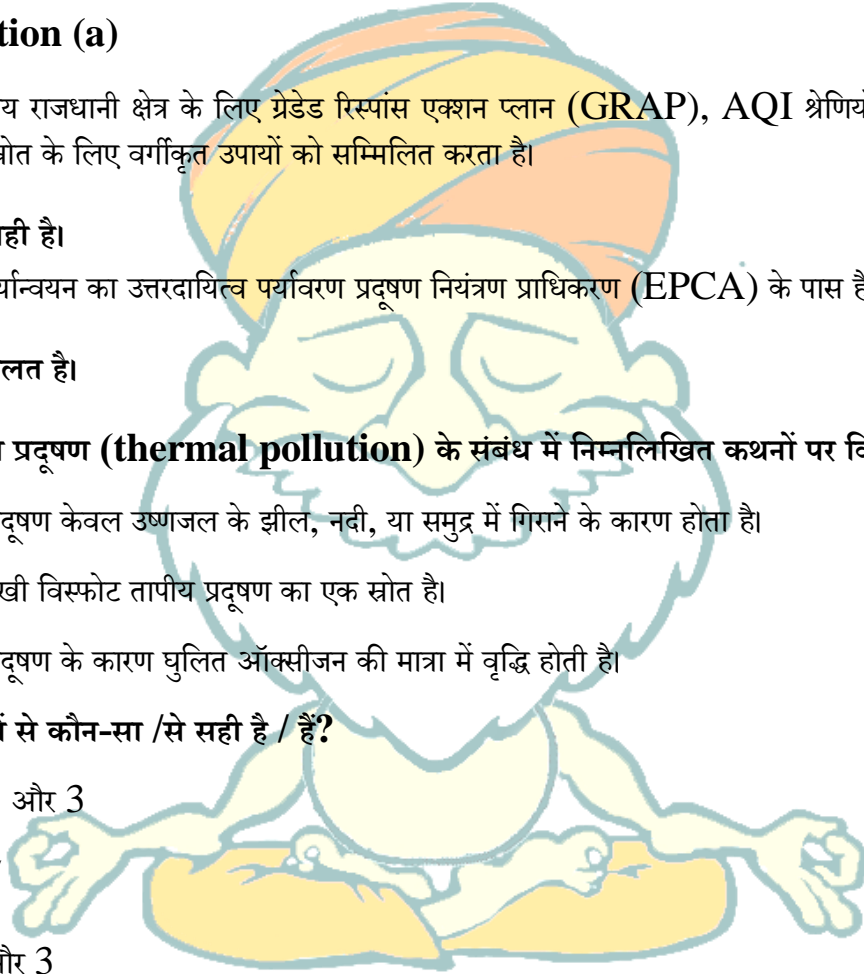 tion (a)
य राजधानी क्षेत्र के लिए ग्रेडेड रिस्पांस एक्शन प्लान (GRAP), AQI श्रेणियो
ोत के लिए वर्गीकृत उपायों को सम्मिलित करता है।
ही है।
र्यान्वयन का उत्तरदायित्व पर्यावरण प्रदूषण नियंत्रण प्राधिकरण (EPCA) के पास है
लत है।
प्रदूषण (thermal pollution) के संबंध में निम्नलिखित कथनों पर वि
दूषण केवल उष्णजल के झील, नदी, या समुद्र में गिराने के कारण होता है।
खी विस्फोट तापीय प्रदूषण का एक स्रोत है।
दूषण के कारण घुलित ऑक्सीजन की मात्रा में वृद्धि होती है।
से कौन-सा /से सही है / हैं?
और 3
और 3